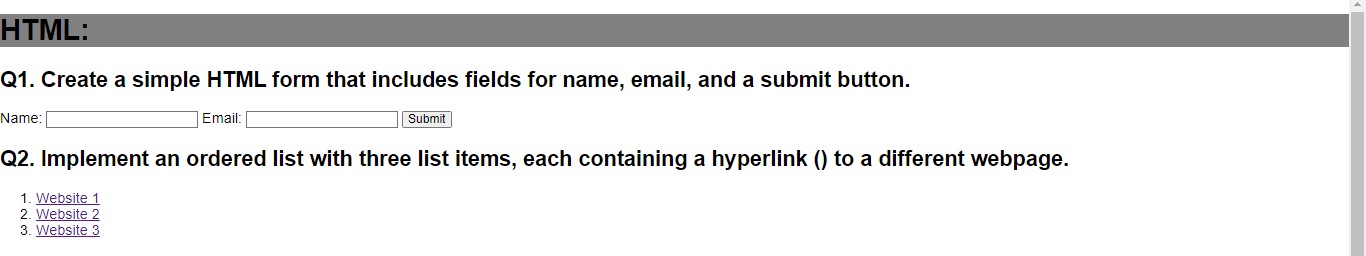 HTML:
Q1. Create a simple HTML form that includes fields for name, email, and a submit button.
Name: Email: Submit
Q2. Implement an ordered list with three list items, each containing a hyperlink () to a different webpage.
1. Website 1
2. Website 2
3. Website 3